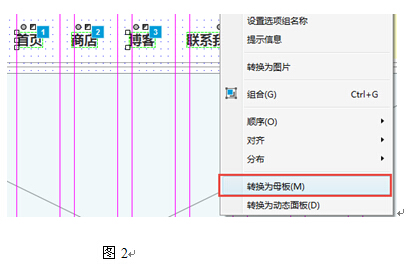 设置选项组名称
提示信息
转换为图片
组合(G) Ctrl+G
顺序(O)
对齐
分布
转换为母板(M)
转换为动态面板(D)
1 2 3
首页 商店 博客 联系我
图 2